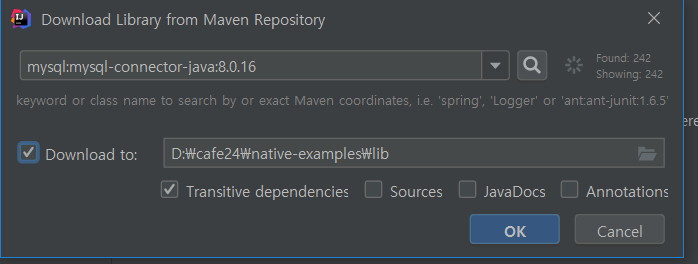 Download Library from Maven Repository
mysql:mysql-connector-java:8.0.16
Found: 242
Showing: 242
keyword or class name to search by or exact Maven coordinates, i.e. 'spring', 'Logger' or 'ant:ant-junit:1.6.5'
Download to: D:₩cafe24₩native-examples₩lib
Transitive dependencies Sources JavaDocs Annotations
OK Cancel